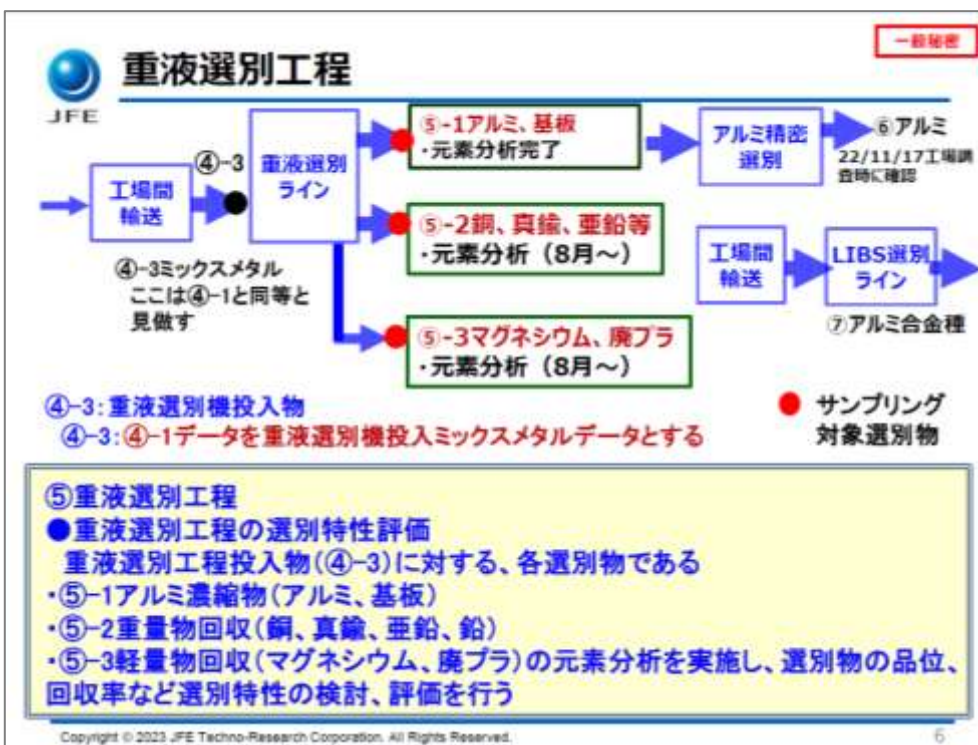 一般秘密
JFE
重液選別工程
工場間
輸送
④-3
重液選別
ライン
⑤-1アルミ、基板
・元素分析完了
アルミ精密
選別
⑥アルミ
22/11/17工場調
査時に確認
④-3ミックスメタル
ここは④-1と同等と
見做す
⑤-2銅、真鍮、亜鉛等
・元素分析（8月～）
工場間
輸送
LIBS選別
ライン
⑦アルミ合金種
⑤-3マグネシウム、廃プラ
・元素分析（8月～）
④-3：重液選別機投入物
④-3：④-1データを重液選別機投入ミックスメタルデータとする
サンプリング
対象選別物
⑤重液選別工程
●重液選別工程の選別特性評価
重液選別工程投入物(④-3)に対する、各選別物である
・⑤-1アルミ濃縮物(アルミ、基板)
・⑤-2重量物回収(銅、真鍮、亜鉛、鉛)
・⑤-3軽量物回収(マグネシウム、廃プラ)の元素分析を実施し、選別物の品位、
回収率など選別特性の検討、評価を行う
Copyright © 2023 JFE Techno-Research Corporation. All Rights Reserved.
6